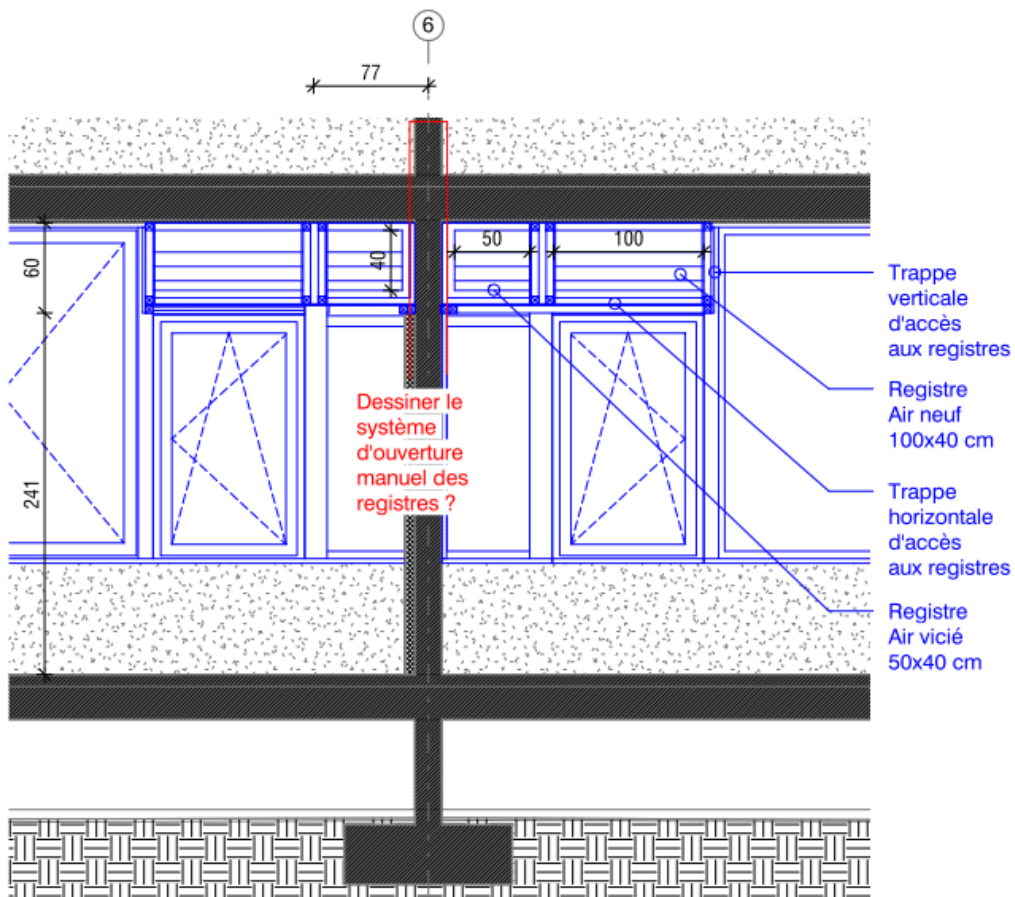 6
77
60
40
50
100
241
Trappe
verticale
d'accès
aux registres
Registre
Air neuf
100x40 cm
Trappe
horizontale
d'accès
aux registres
Registre
Air vicié
50x40 cm
Dessiner le
système
d'ouverture
manuel des
registres ?